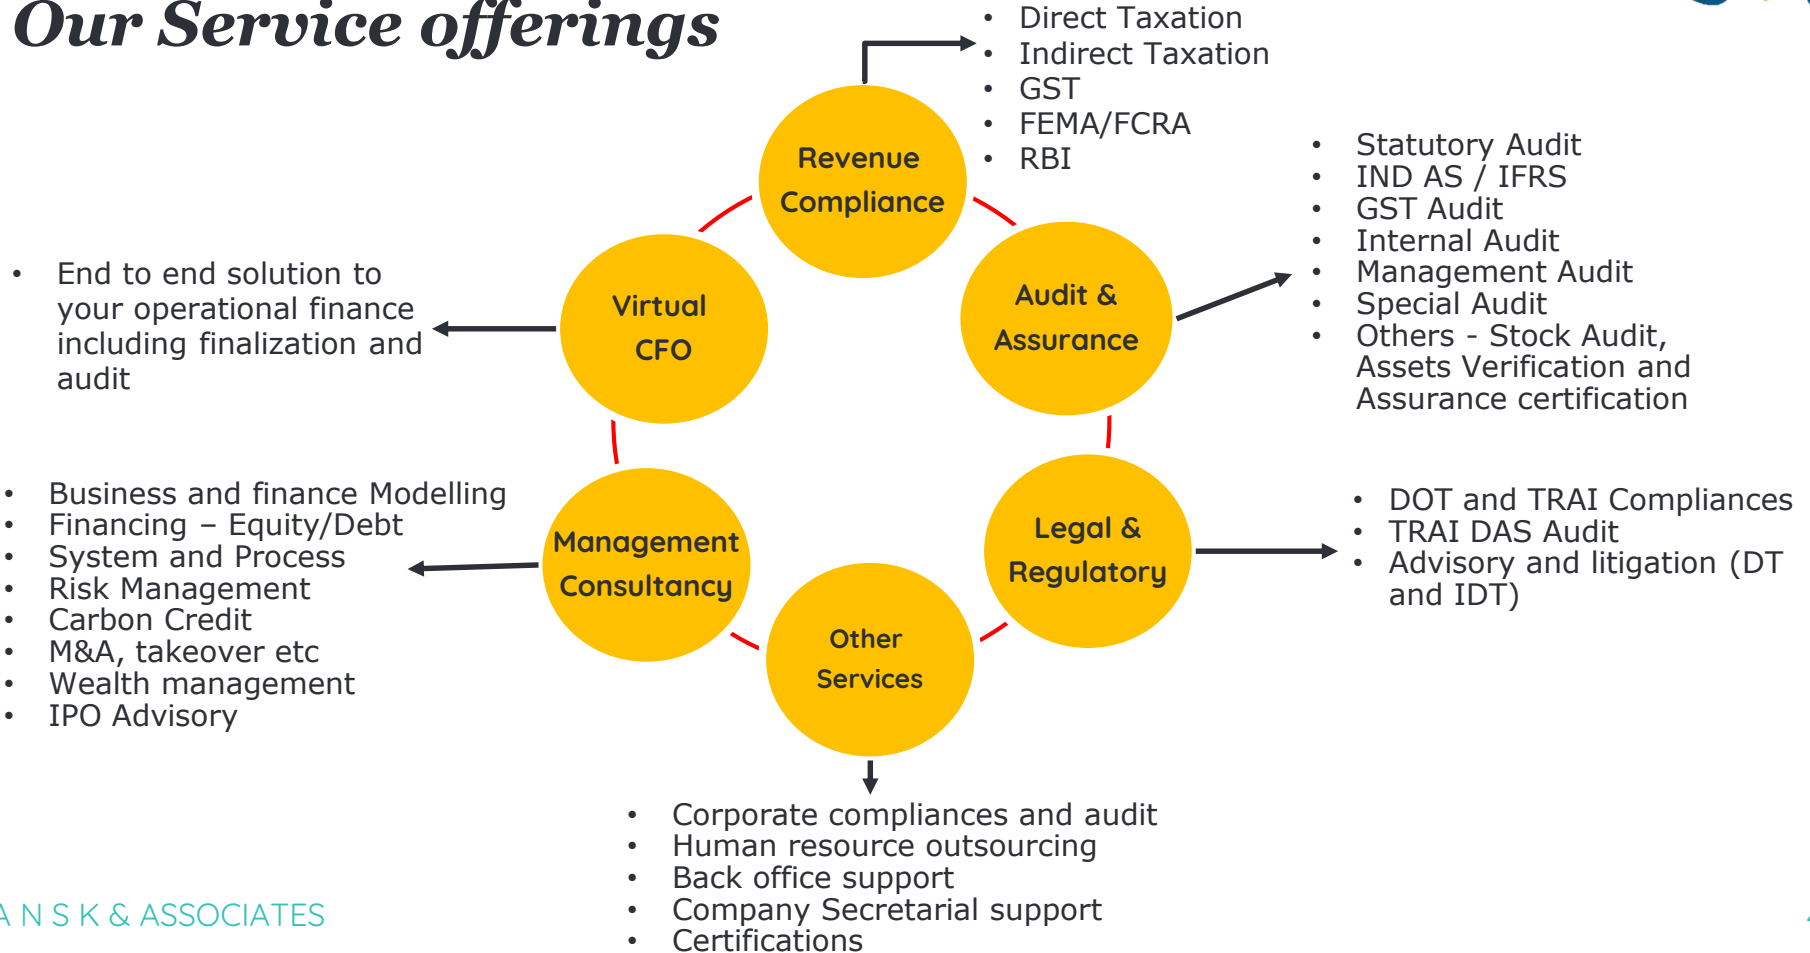 Our Service offerings
• Direct Taxation
• Indirect Taxation
• GST
• FEMA/FCRA
• RBI
Revenue
Compliance
• Statutory Audit
• IND AS / IFRS
• GST Audit
• Internal Audit
• Management Audit
• Special Audit
• Others - Stock Audit,
Assets Verification and
Assurance certification
Audit &
Assurance
• End to end solution to
your operational finance
including finalization and
audit
Virtual
CFO
• Business and finance Modelling
• Financing – Equity/Debt
• System and Process
• Risk Management
• Carbon Credit
• M&A, takeover etc
• Wealth management
• IPO Advisory
Management
Consultancy
Legal &
Regulatory
• DOT and TRAI Compliances
• TRAI DAS Audit
• Advisory and litigation (DT
and IDT)
Other
Services
• Corporate compliances and audit
• Human resource outsourcing
• Back office support
• Company Secretarial support
• Certifications
A N S K & ASSOCIATES